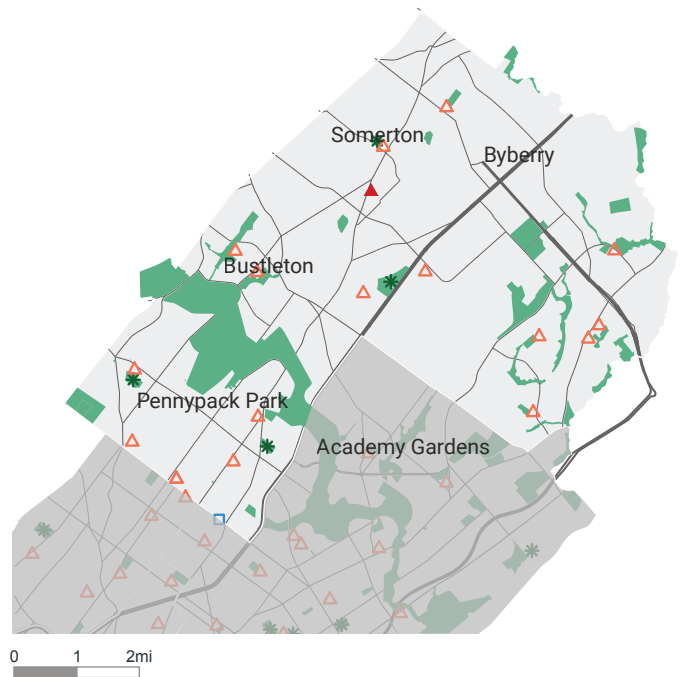 Somerton
Byberry
Bustleton
Pennypack Park
Academy Gardens
0 1 2mi